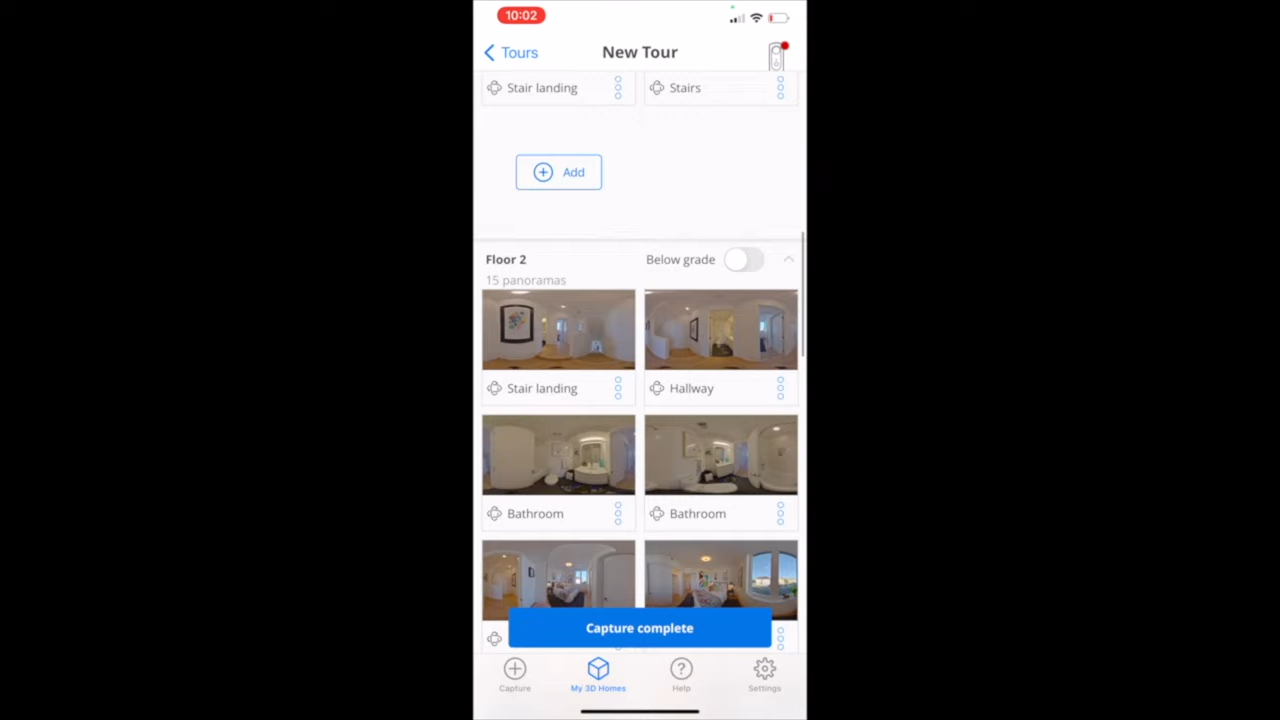 10:02
Tours
New Tour
Stair landing
Stairs
Add
Floor 2
Below grade
15 panoramas
Stair landing
Hallway
Bathroom
Bathroom
Capture complete
Capture
My 3D Homes
Help
Settings